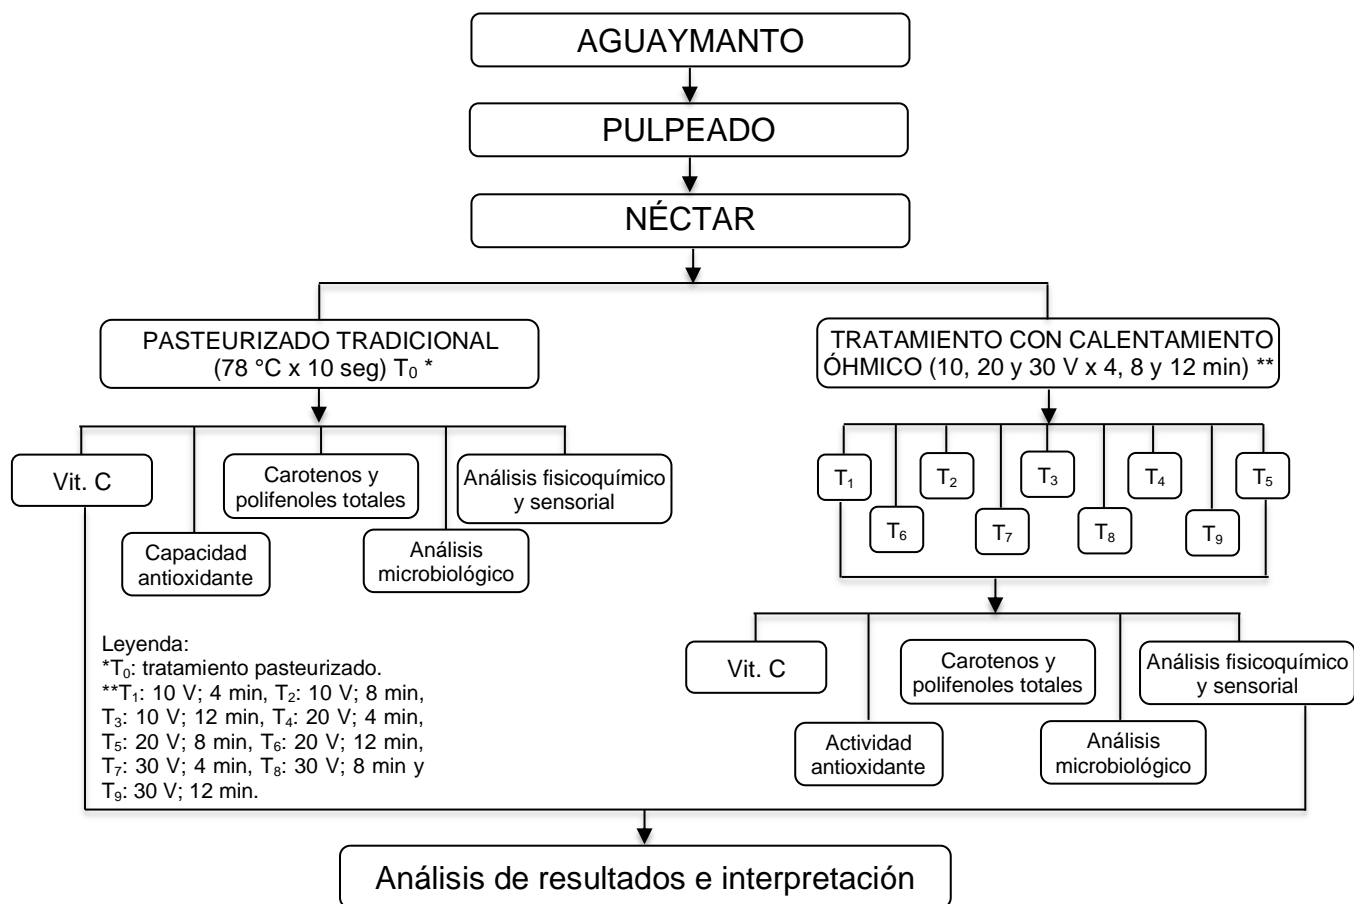 AGUAYMANTO
PULPEADO
NÉCTAR
PASTEURIZADO TRADICIONAL
(78 °C x 10 seg) T₀ *
TRATAMIENTO CON CALENTAMIENTO
ÓHMICO (10, 20 y 30 V x 4, 8 y 12 min) **
Vit. C
Carotenos y
polifenoles totales
Análisis fisicoquímico
y sensorial
Capacidad
antioxidante
Análisis
microbiológico
T₁
T₂
T₃
T₄
T₅
T₆
T₇
T₈
T₉
Leyenda:
*T₀: tratamiento pasteurizado.
**T₁: 10 V; 4 min, T₂: 10 V; 8 min,
T₃: 10 V; 12 min, T₄: 20 V; 4 min,
T₅: 20 V; 8 min, T₆: 20 V; 12 min,
T₇: 30 V; 4 min, T₈: 30 V; 8 min y
T₉: 30 V; 12 min.
Vit. C
Carotenos y
polifenoles totales
Análisis fisicoquímico
y sensorial
Actividad
antioxidante
Análisis
microbiológico
Análisis de resultados e interpretación